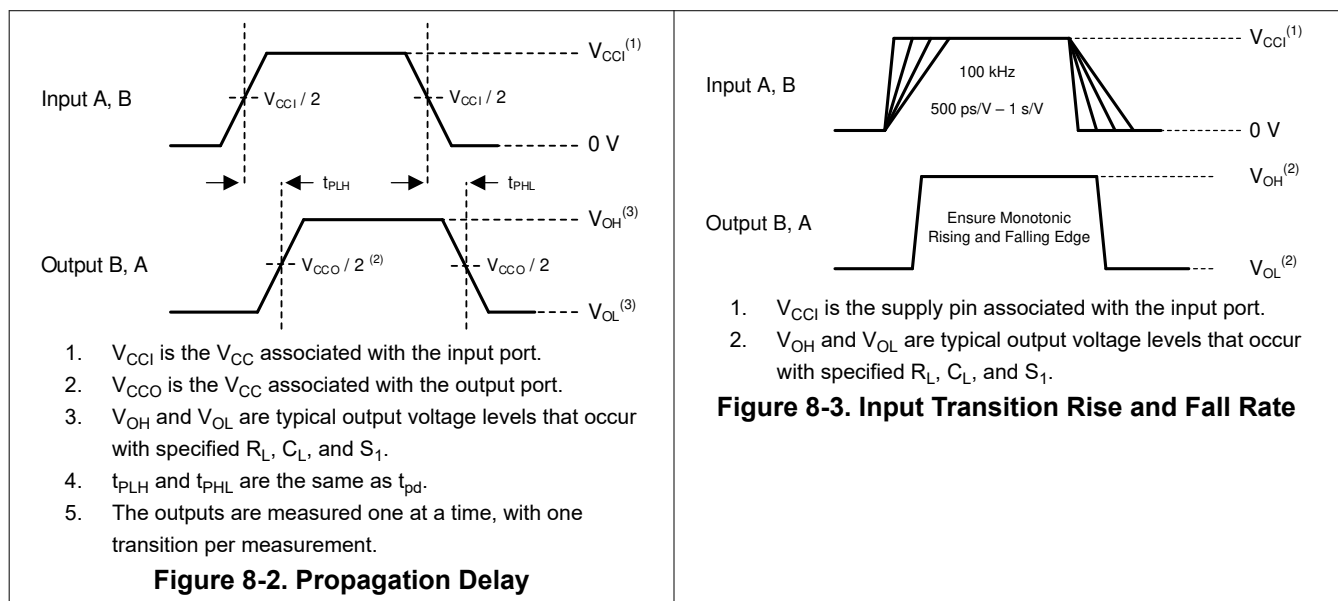 Input A, B
V_CCI / 2
V_CCI / 2
V_CCI^(1)
0 V
t_PLH
t_PHL
Output B, A
V_CCO / 2 ^(2)
V_CCO / 2
V_OH^(3)
V_OL^(3)
1. V_CCI is the V_CC associated with the input port.
2. V_CCO is the V_CC associated with the output port.
3. V_OH and V_OL are typical output voltage levels that occur
with specified R_L, C_L, and S_1.
4. t_PLH and t_PHL are the same as t_pd.
5. The outputs are measured one at a time, with one
transition per measurement.
Figure 8-2. Propagation Delay
Input A, B
100 kHz
500 ps/V – 1 s/V
V_CCI^(1)
0 V
Output B, A
Ensure Monotonic
Rising and Falling Edge
V_OH^(2)
V_OL^(2)
1. V_CCI is the supply pin associated with the input port.
2. V_OH and V_OL are typical output voltage levels that occur
with specified R_L, C_L, and S_1.
Figure 8-3. Input Transition Rise and Fall Rate